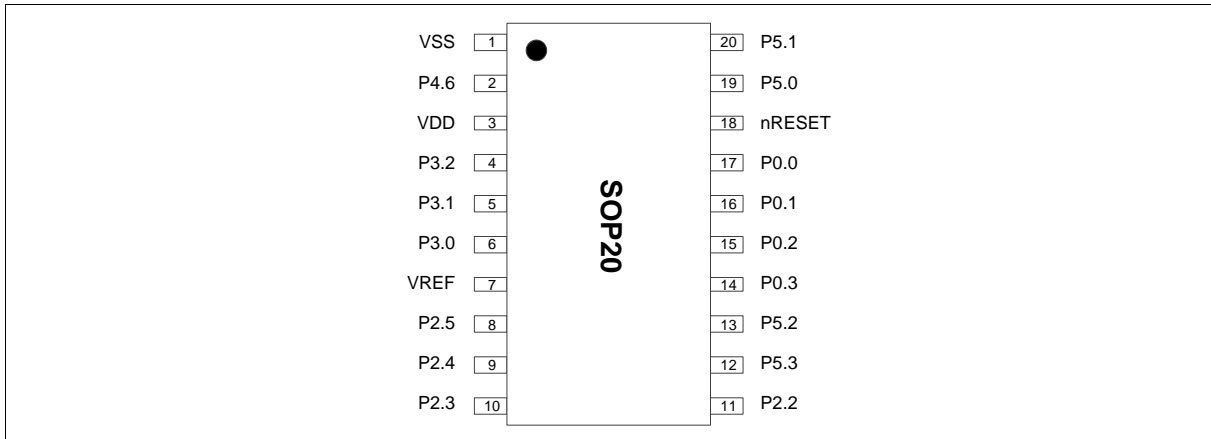 VSS 1 20 P5.1
P4.6 2 19 P5.0
VDD 3 18 nRESET
P3.2 4 17 P0.0
P3.1 5 16 P0.1
P3.0 6 15 P0.2
VREF 7 14 P0.3
P2.5 8 13 P5.2
P2.4 9 12 P5.3
P2.3 10 11 P2.2
SOP20